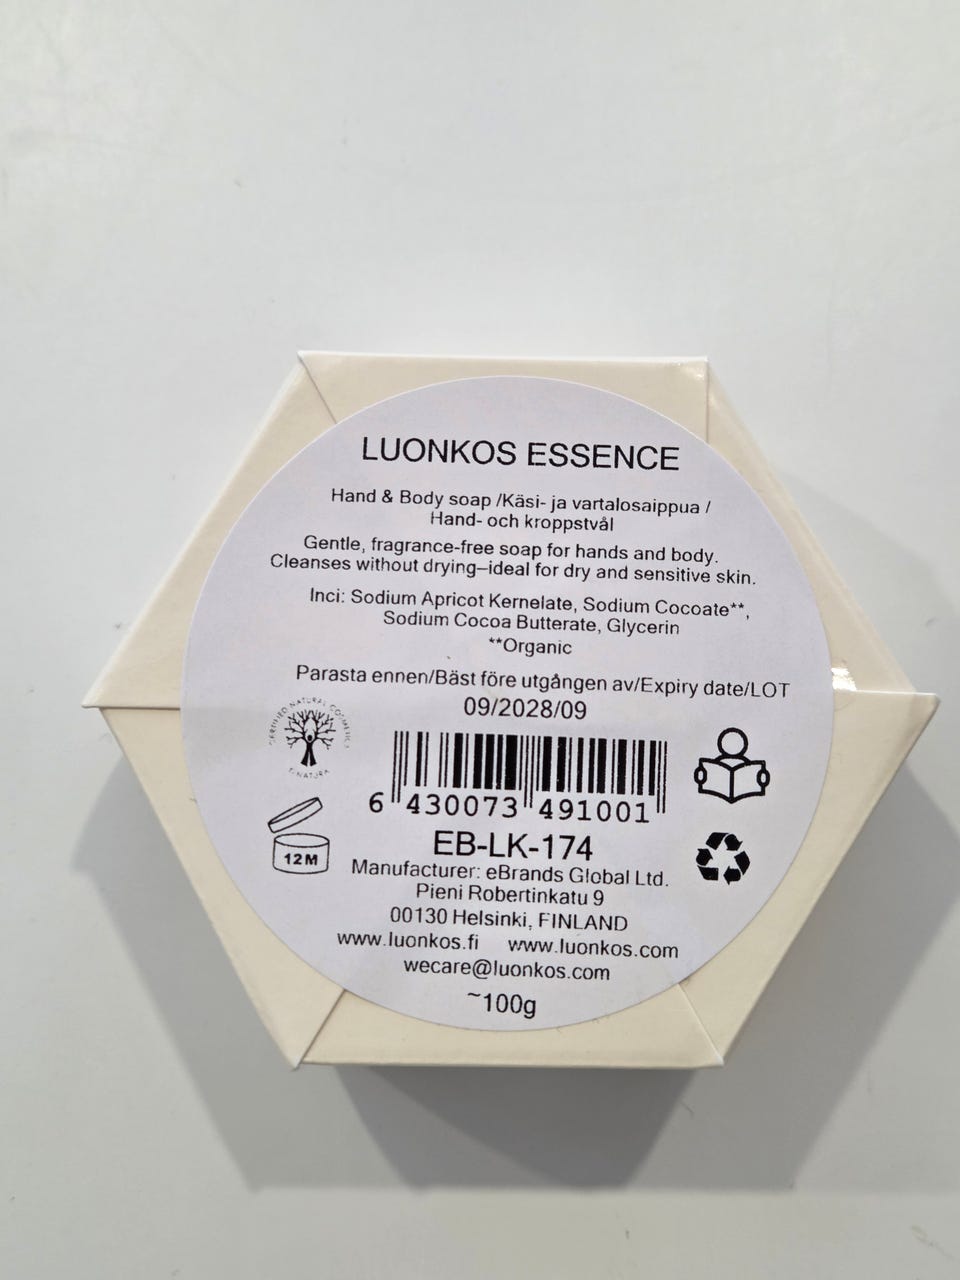 LUONKOS ESSENCE
Hand & Body soap /Käsi- ja vartalosaippua /
Hand- och kroppstvål
Gentle, fragrance-free soap for hands and body.
Cleanses without drying–ideal for dry and sensitive skin.
Inci: Sodium Apricot Kernelate, Sodium Cocoate**,
Sodium Cocoa Butterate, Glycerin
**Organic
Parasta ennen/Bäst före utgången av/Expiry date/LOT
09/2028/09
CERTIFIED NATURAL COSMETICS
6 430073 491001
12M
EB-LK-174
Manufacturer: eBrands Global Ltd.
Pieni Robertinkatu 9
00130 Helsinki, FINLAND
www.luonkos.fi www.luonkos.com
wecare@luonkos.com
~100g